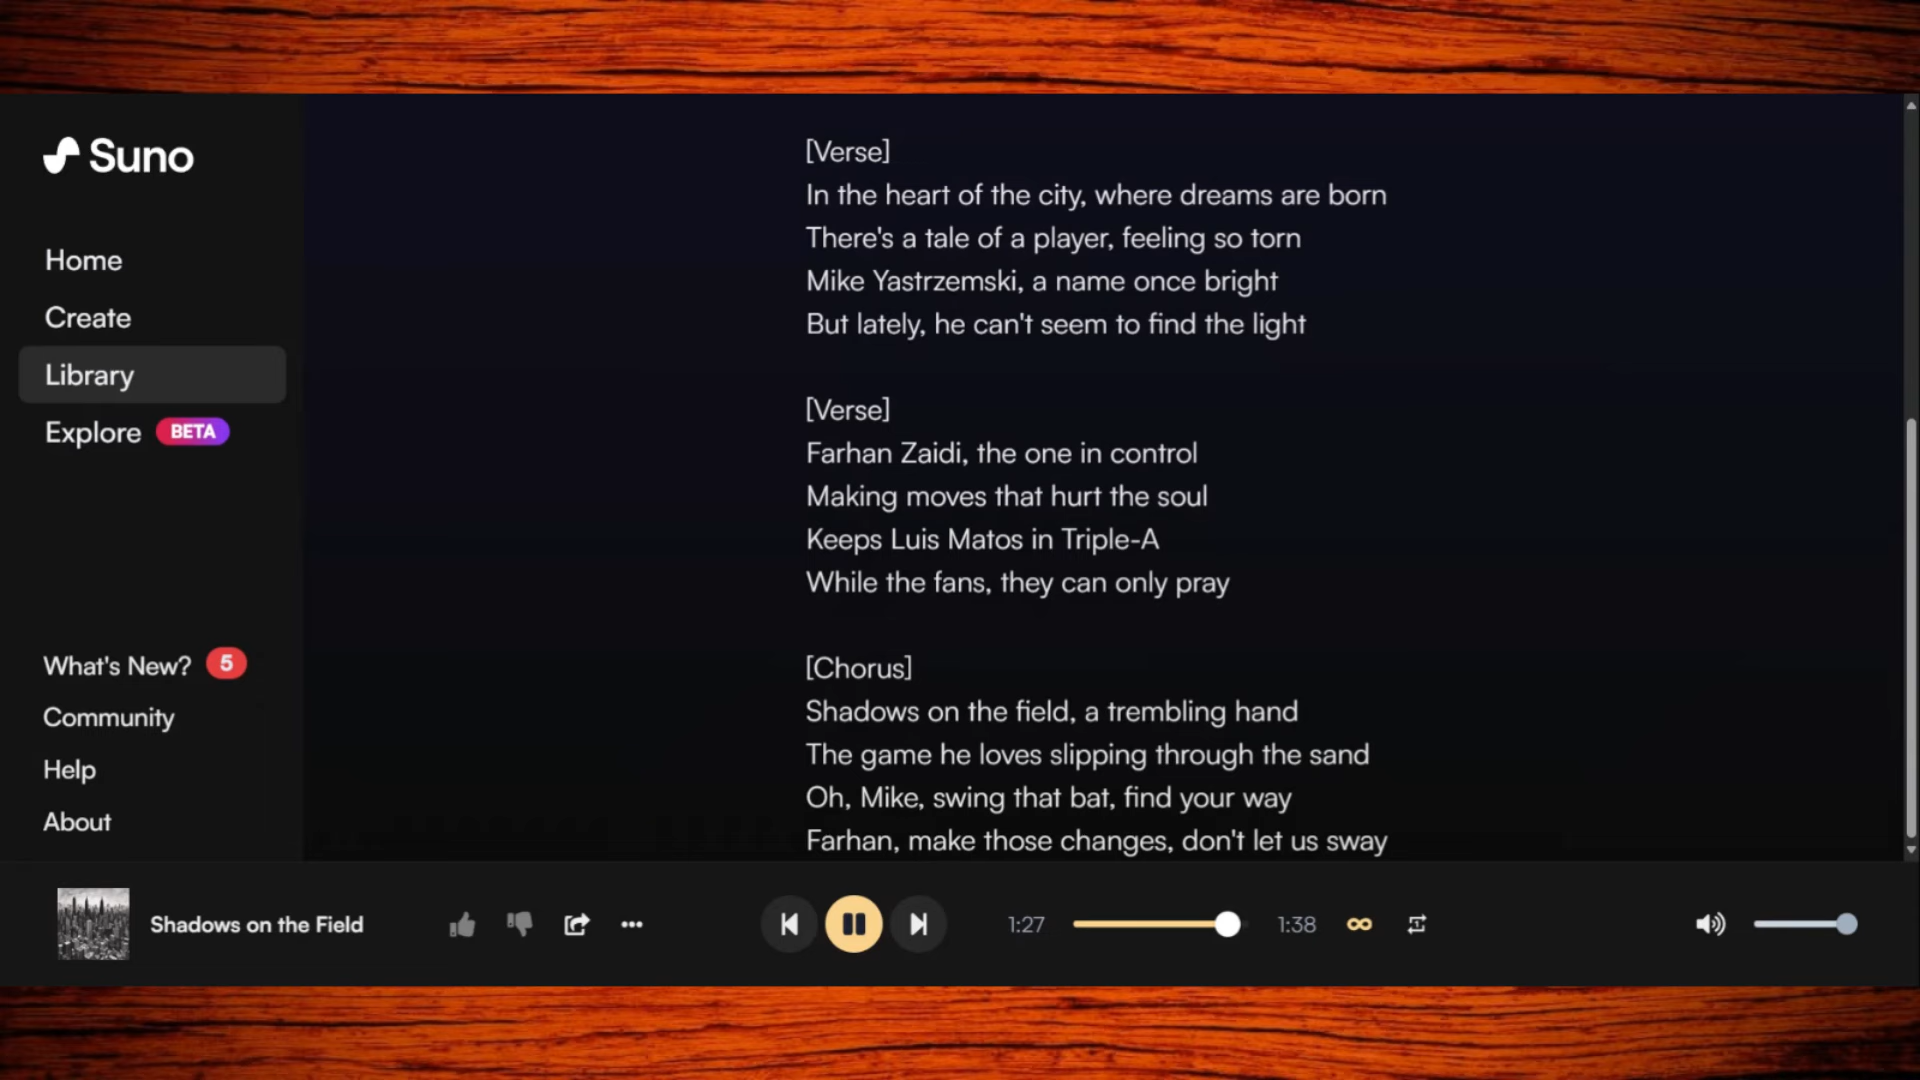 Suno
Home
Create
Library
Explore BETA
What's New? 5
Community
Help
About
[Verse]
In the heart of the city, where dreams are born
There's a tale of a player, feeling so torn
Mike Yastrzemski, a name once bright
But lately, he can't seem to find the light
[Verse]
Farhan Zaidi, the one in control
Making moves that hurt the soul
Keeps Luis Matos in Triple-A
While the fans, they can only pray
[Chorus]
Shadows on the field, a trembling hand
The game he loves slipping through the sand
Oh, Mike, swing that bat, find your way
Farhan, make those changes, don't let us sway
Shadows on the Field
1:27
1:38